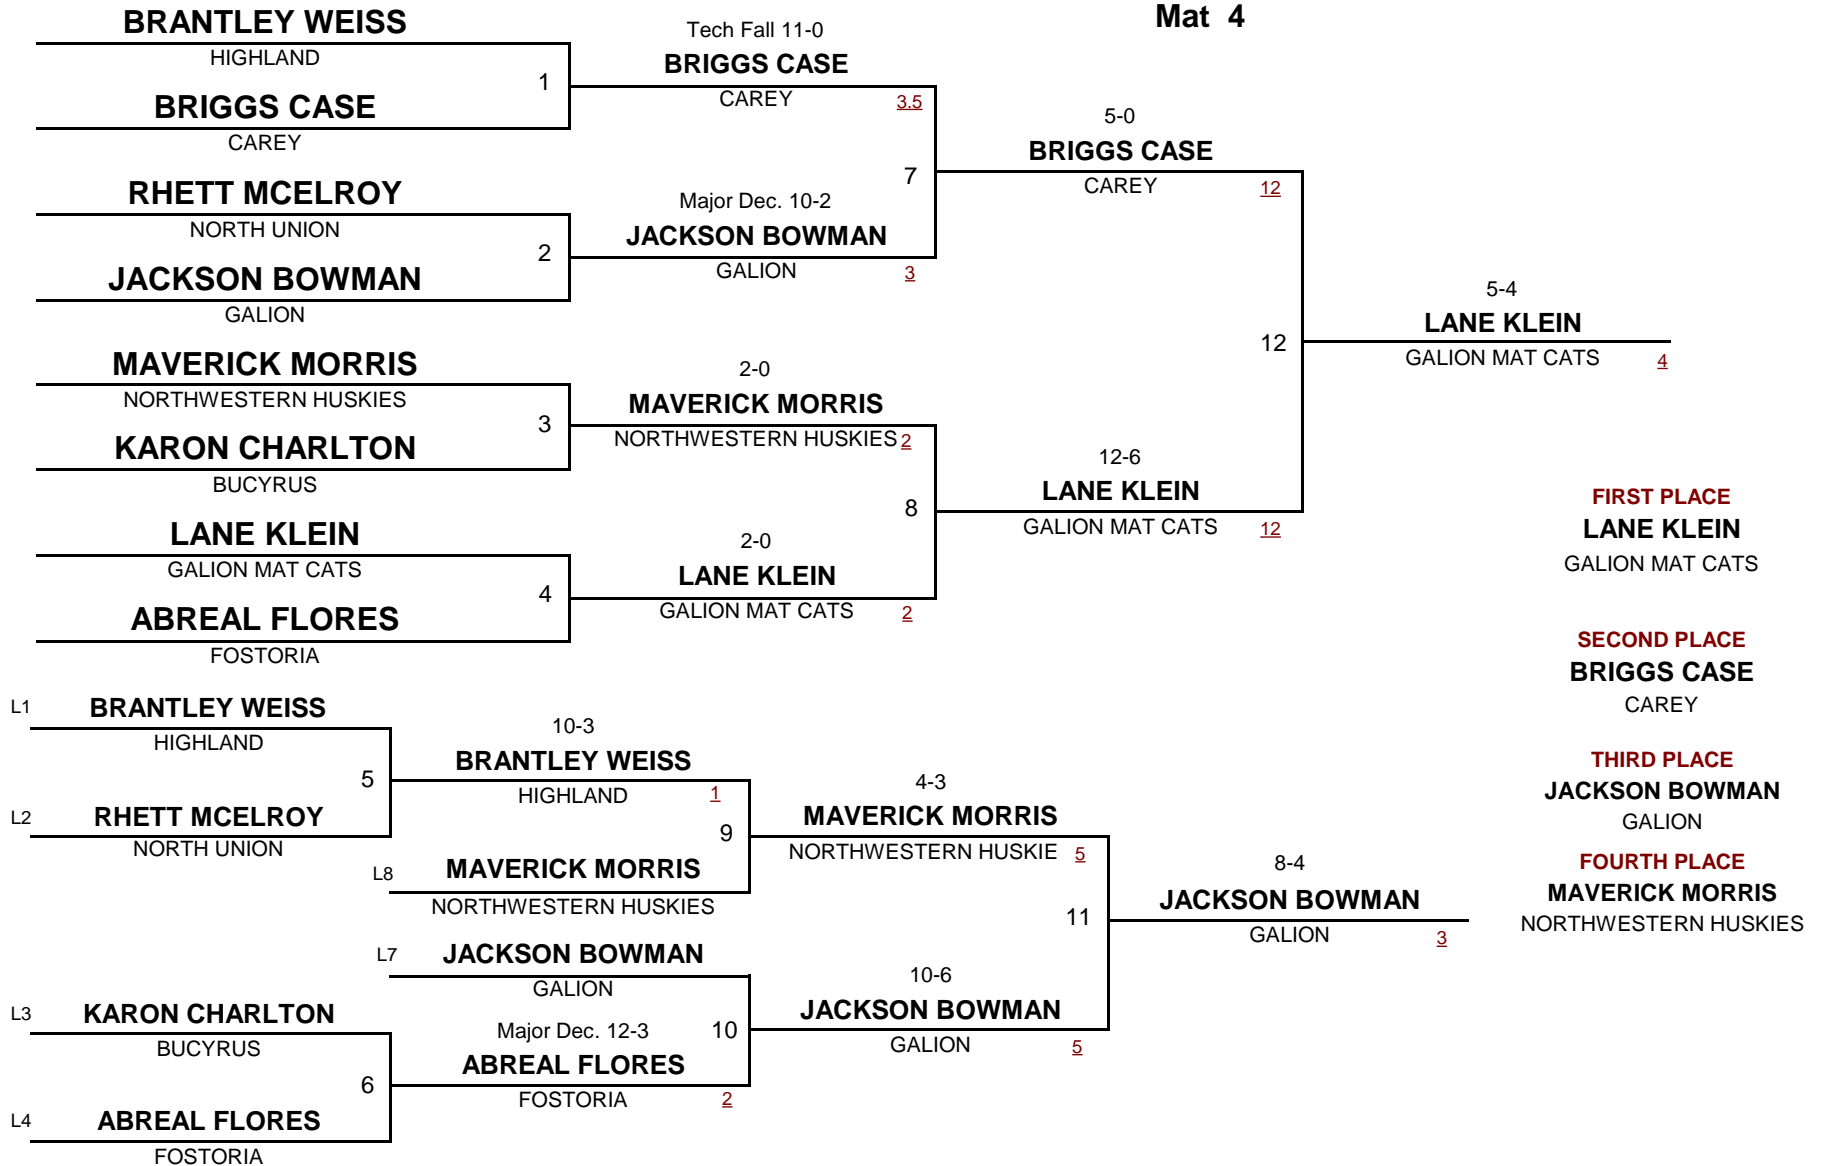 Mat 4
BRANTLEY WEISS
HIGHLAND
1
BRIGGS CASE
CAREY
RHETT MCELROY
NORTH UNION
2
JACKSON BOWMAN
GALION
MAVERICK MORRIS
NORTHWESTERN HUSKIES
3
KARON CHARLTON
BUCYRUS
LANE KLEIN
GALION MAT CATS
4
ABREAL FLORES
FOSTORIA
Tech Fall 11-0
BRIGGS CASE
CAREY 3.5
7
Major Dec. 10-2
JACKSON BOWMAN
GALION 3
2-0
MAVERICK MORRIS
NORTHWESTERN HUSKIES 2
8
2-0
LANE KLEIN
GALION MAT CATS 2
5-0
BRIGGS CASE
CAREY 12
12
12-6
LANE KLEIN
GALION MAT CATS 12
5-4
LANE KLEIN
GALION MAT CATS 4
L1 BRANTLEY WEISS
HIGHLAND
5
L2 RHETT MCELROY
NORTH UNION
L3 KARON CHARLTON
BUCYRUS
6
L4 ABREAL FLORES
FOSTORIA
10-3
BRANTLEY WEISS
HIGHLAND 1
9
L8 MAVERICK MORRIS
NORTHWESTERN HUSKIES
L7 JACKSON BOWMAN
GALION
Major Dec. 12-3 10
ABREAL FLORES
FOSTORIA 2
4-3
MAVERICK MORRIS
NORTHWESTERN HUSKIE 5
11
10-6
JACKSON BOWMAN
GALION 5
8-4
JACKSON BOWMAN
GALION 3
FIRST PLACE
LANE KLEIN
GALION MAT CATS
SECOND PLACE
BRIGGS CASE
CAREY
THIRD PLACE
JACKSON BOWMAN
GALION
FOURTH PLACE
MAVERICK MORRIS
NORTHWESTERN HUSKIES